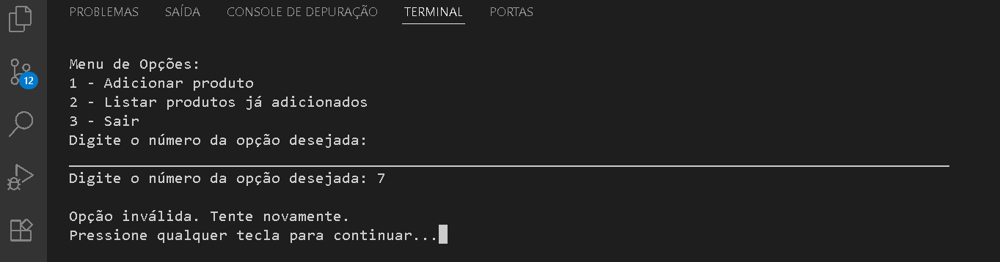 PROBLEMAS SAÍDA CONSOLE DE DEPURAÇÃO TERMINAL PORTAS
Menu de Opções:
1 - Adicionar produto
2 - Listar produtos já adicionados
12
3 - Sair
Digite o número da opção desejada:
Digite o número da opção desejada: 7
Opção inválida. Tente novamente.
Pressione qualquer tecla para continuar...